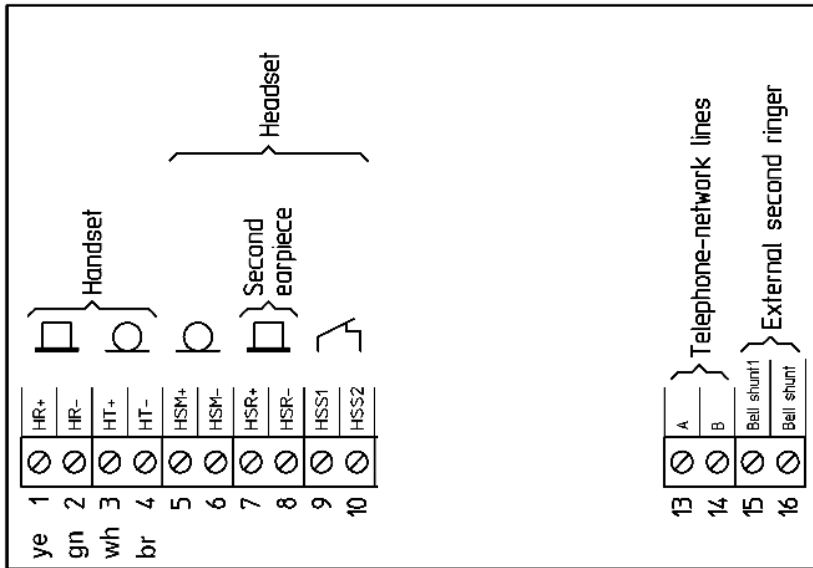 Handset
Second
earpiece
Headset
Telephone-network lines
External second ringer
HR+
HR-
HT+
HT-
HSM+
HSM-
HSR+
HSR-
HSS1
HSS2
A
B
Bell shunt1
Bell shunt
1
2
3
4
5
6
7
8
9
10
13
14
15
16
ye
gn
wh
br